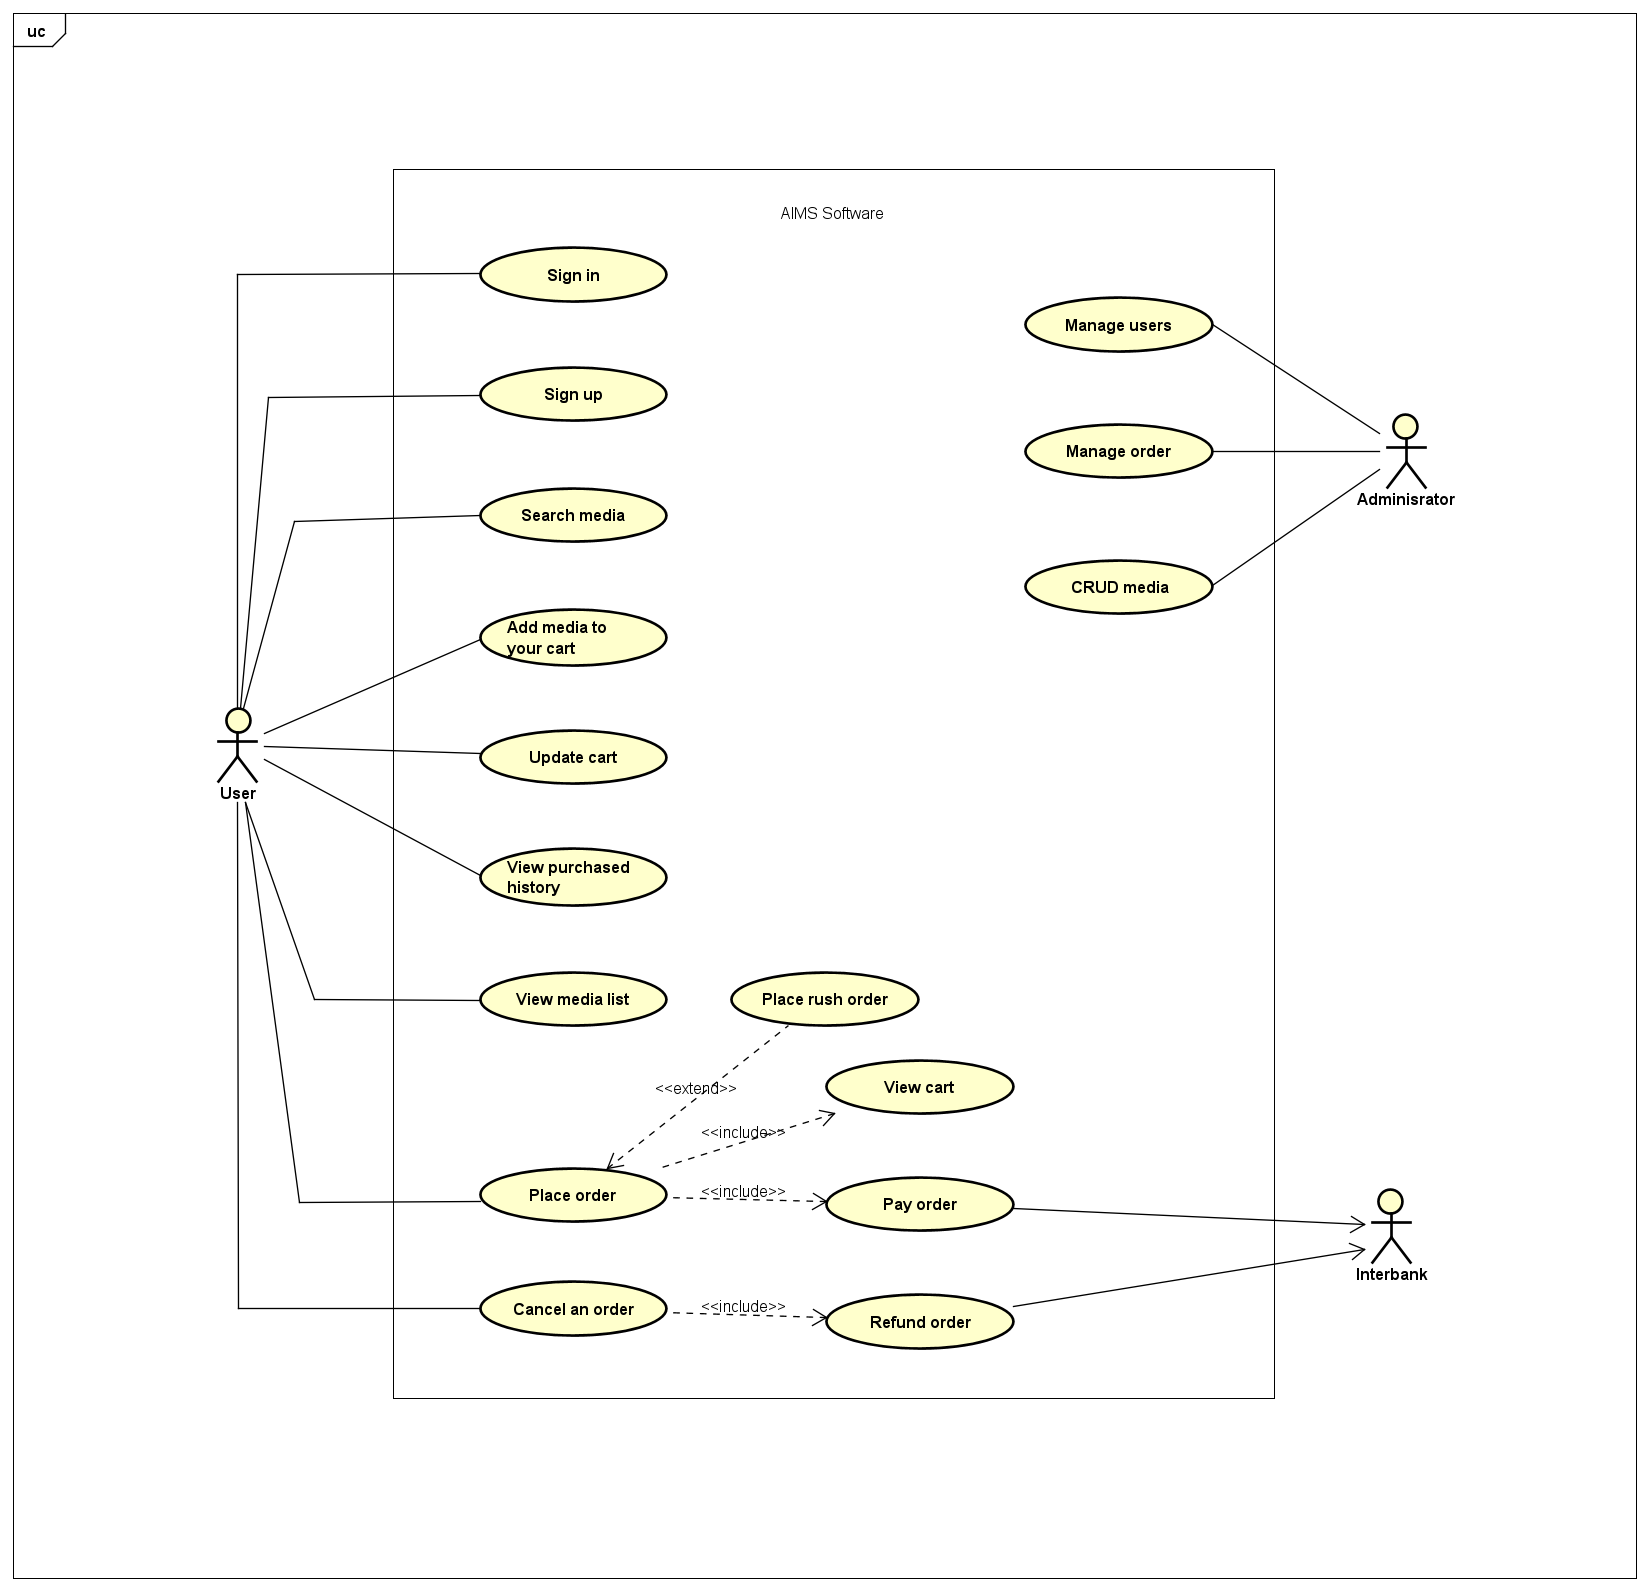 uc
AIMS Software
Sign in
Manage users
Sign up
Manage order
Adminisrator
Search media
CRUD media
Add media to
your cart
Update cart
User
View purchased
history
View media list
Place rush order
<<extend>>
View cart
<<include>>
Place order
<<include>>
Pay order
Interbank
Cancel an order
<<include>>
Refund order